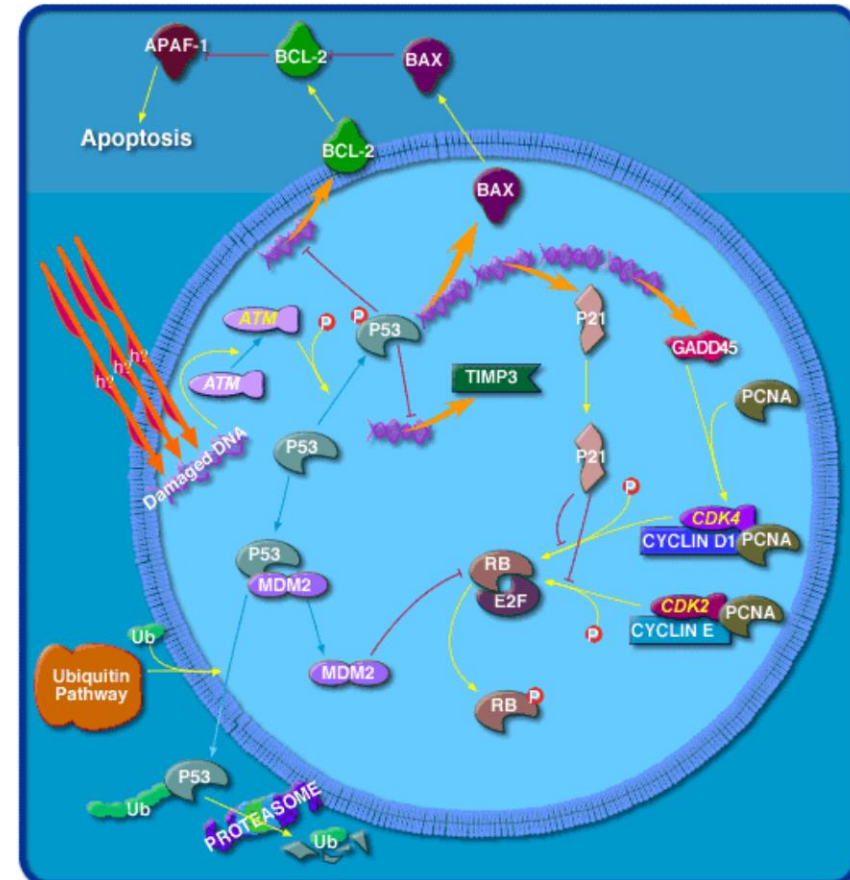 APAF-1
BCL-2
BAX
Apoptosis
BCL-2
BAX
ATM
P
P
P53
P21
GADD45
h?
h?
h?
ATM
TIMP3
PCNA
Damaged DNA
P53
P21
P
CDK4
CYCLIN D1
PCNA
P53
MDM2
RB
E2F
CDK2
PCNA
CYCLIN E
Ub
P
Ubiquitin
Pathway
MDM2
RB
P
P53
Ub
PROTEASOME
Ub